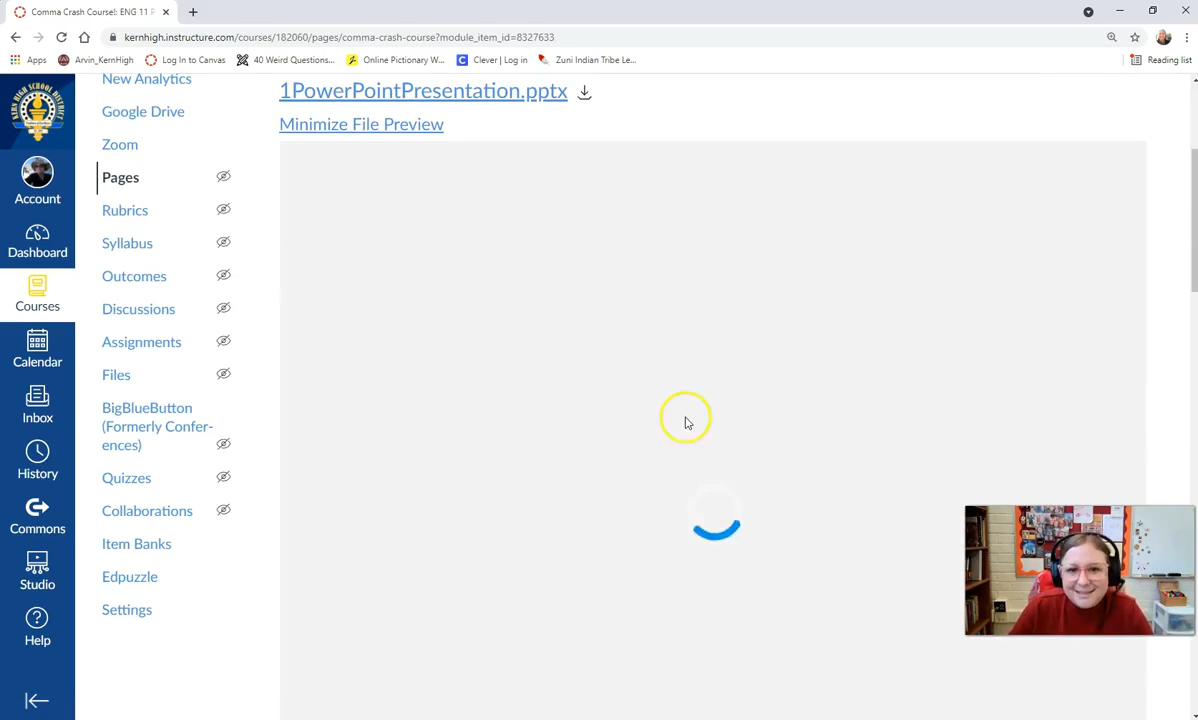 Comma Crash Course!: ENG 11 P
kernhigh.instructure.com/courses/182060/pages/comma-crash-course?module_item_id=8327633
Apps
Arvin_KernHigh
Log In to Canvas
40 Weird Questions...
Online Pictionary W...
Clever | Log in
Zuni Indian Tribe Le...
Reading list
Account
Dashboard
Courses
Calendar
Inbox
History
Commons
Studio
Help
New Analytics
Google Drive
Zoom
Pages
Rubrics
Syllabus
Outcomes
Discussions
Assignments
Files
BigBlueButton
(Formerly Confer-
ences)
Quizzes
Collaborations
Item Banks
Edpuzzle
Settings
1PowerPointPresentation.pptx
Minimize File Preview